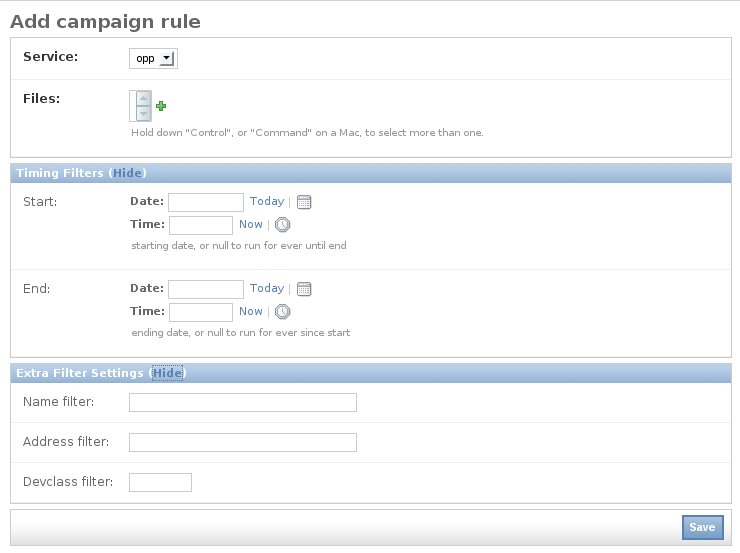 Add campaign rule
Service: opp
Files:
Hold down "Control", or "Command" on a Mac, to select more than one.
Timing Filters (Hide)
Start: Date: Today |
Time: Now |
starting date, or null to run for ever until end
End: Date: Today |
Time: Now |
ending date, or null to run for ever since start
Extra Filter Settings (Hide)
Name filter:
Address filter:
Devclass filter:
Save